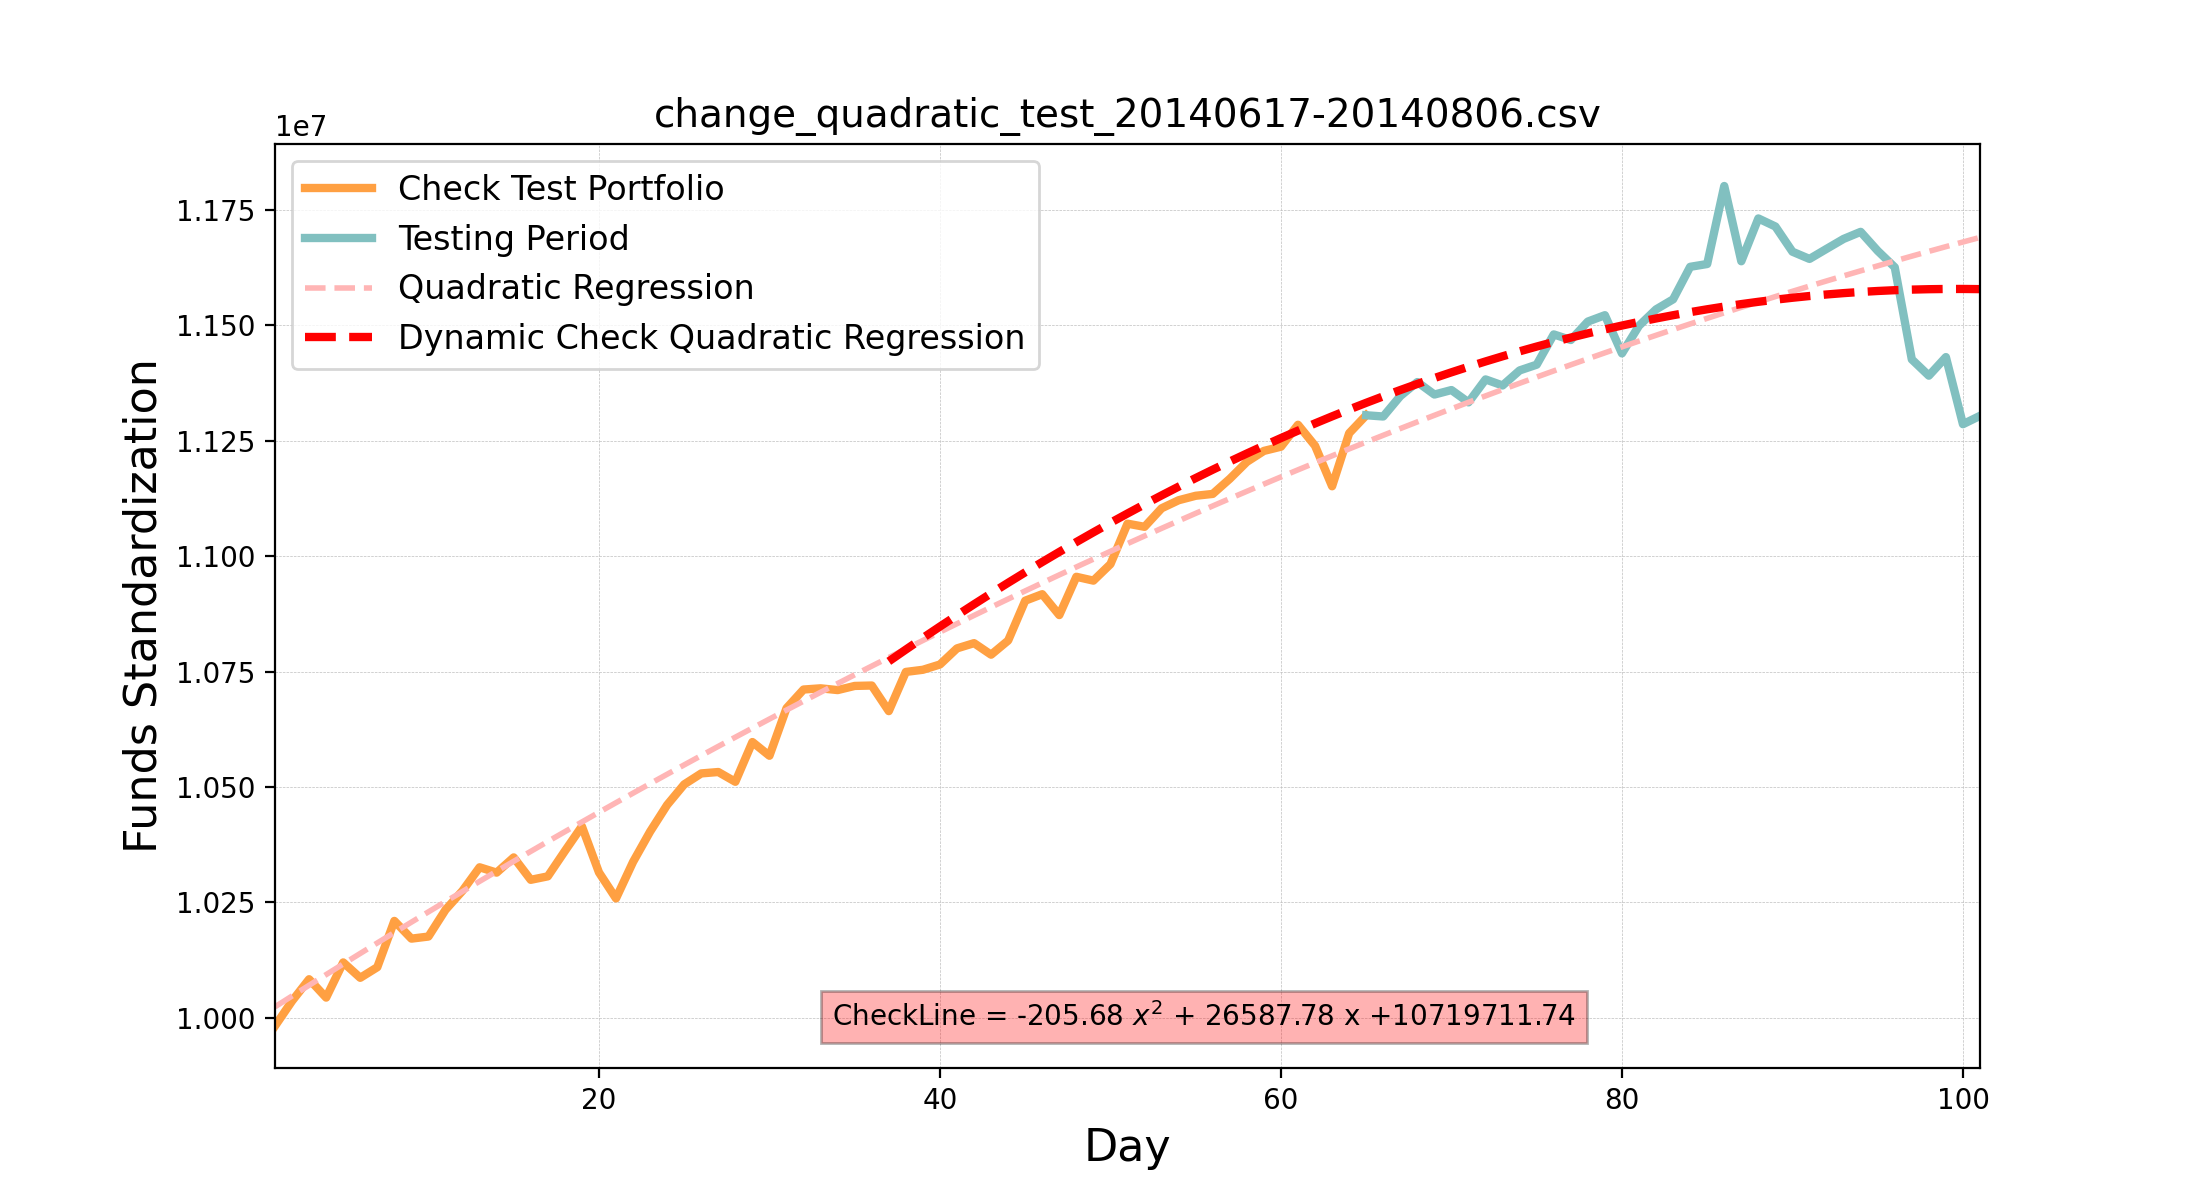 change_quadratic_test_20140617-20140806.csv
1e7
Check Test Portfolio
Testing Period
Quadratic Regression
Dynamic Check Quadratic Regression
1.175
1.150
1.125
1.100
1.075
1.050
1.025
1.000
Funds Standardization
CheckLine = -205.68 x² + 26587.78 x +10719711.74
20 40 60 80 100
Day